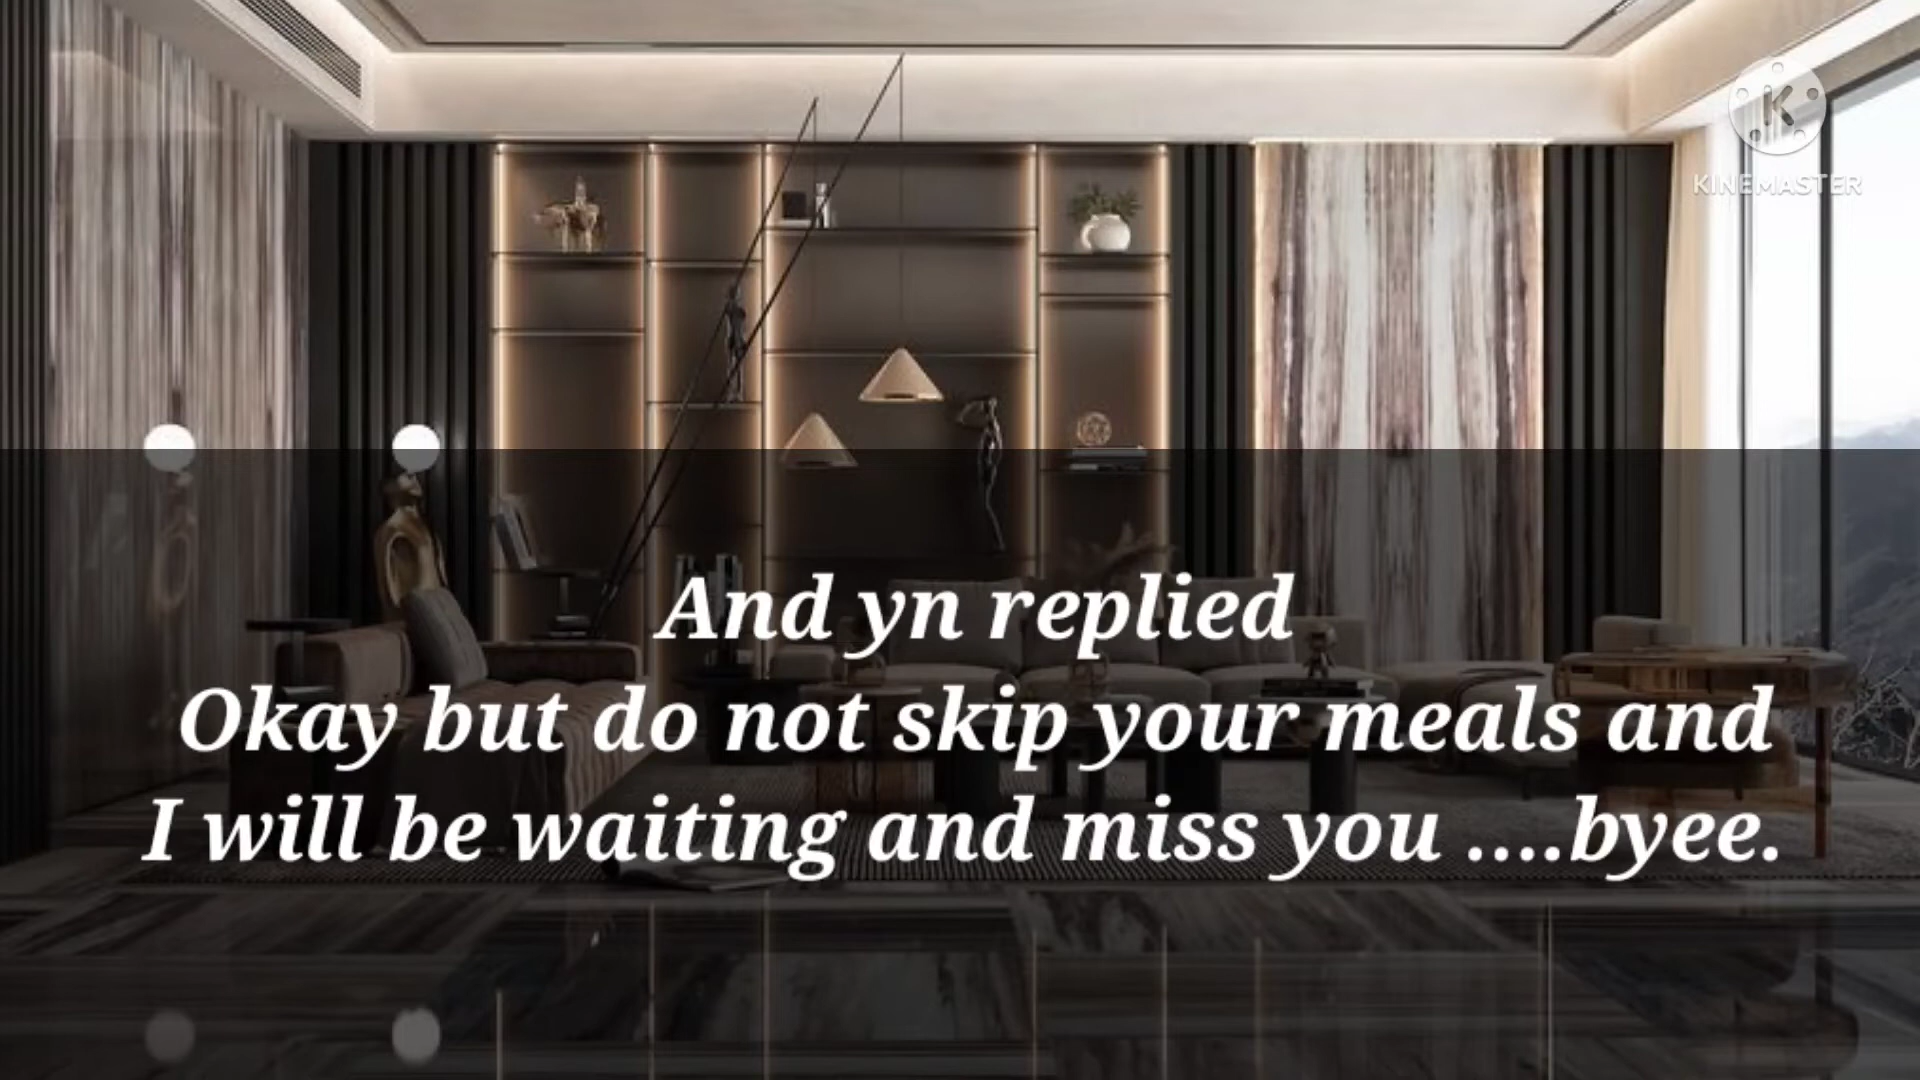 KINEMASTER
And yn replied
Okay but do not skip your meals and
I will be waiting and miss you ....byee.